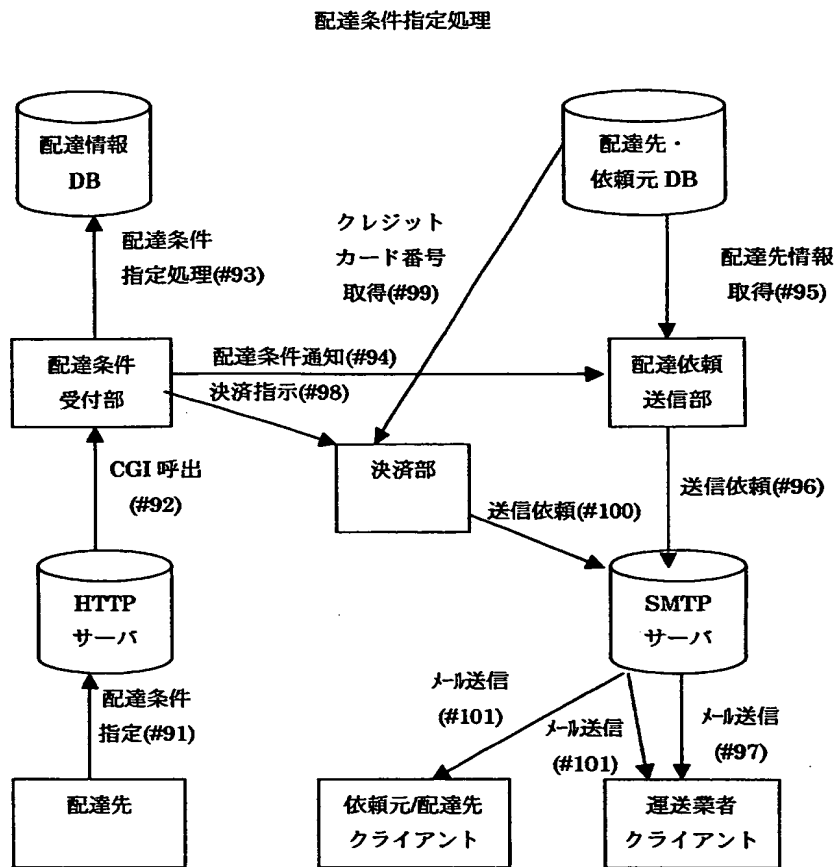 配達条件指定処理
配達情報
DB
配達先・
依頼元 DB
配達条件
指定処理(#93)
クレジット
カード番号
取得(#99)
配達先情報
取得(#95)
配達条件
受付部
配達条件通知(#94)
決済指示(#98)
配達依頼
送信部
決済部
CGI 呼出
(#92)
送信依頼(#100)
送信依頼(#96)
HTTP
サーバ
SMTP
サーバ
配達条件
指定(#91)
メール送信
(#101)
メール送信
(#101)
メール送信
(#97)
配達先
依頼元/配達先
クライアント
運送業者
クライアント